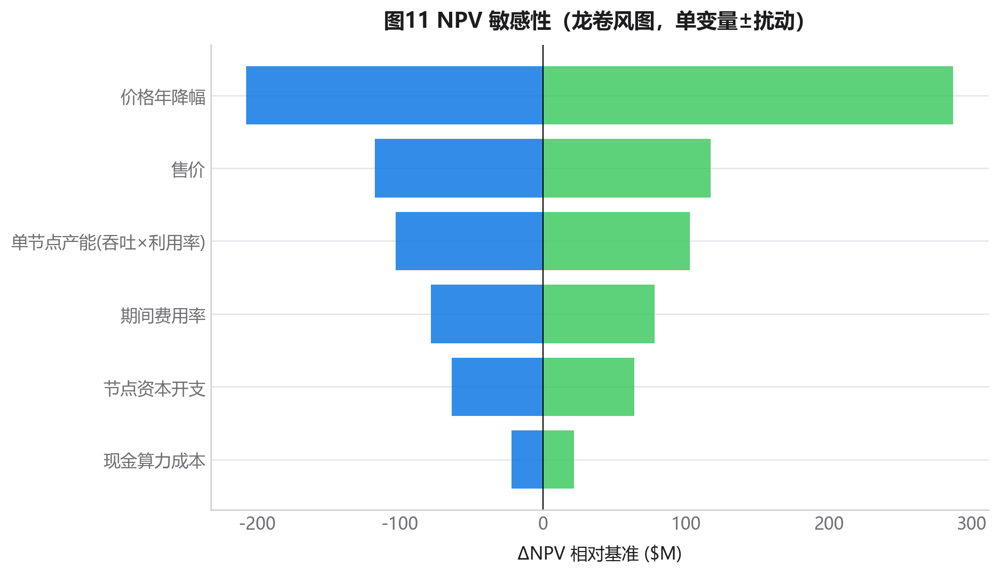 图11 NPV 敏感性（龙卷风图，单变量±扰动）
价格年降幅
售价
单节点产能(吞吐×利用率)
期间费用率
节点资本开支
现金算力成本
-200 -100 0 100 200 300
ΔNPV 相对基准 ($M)